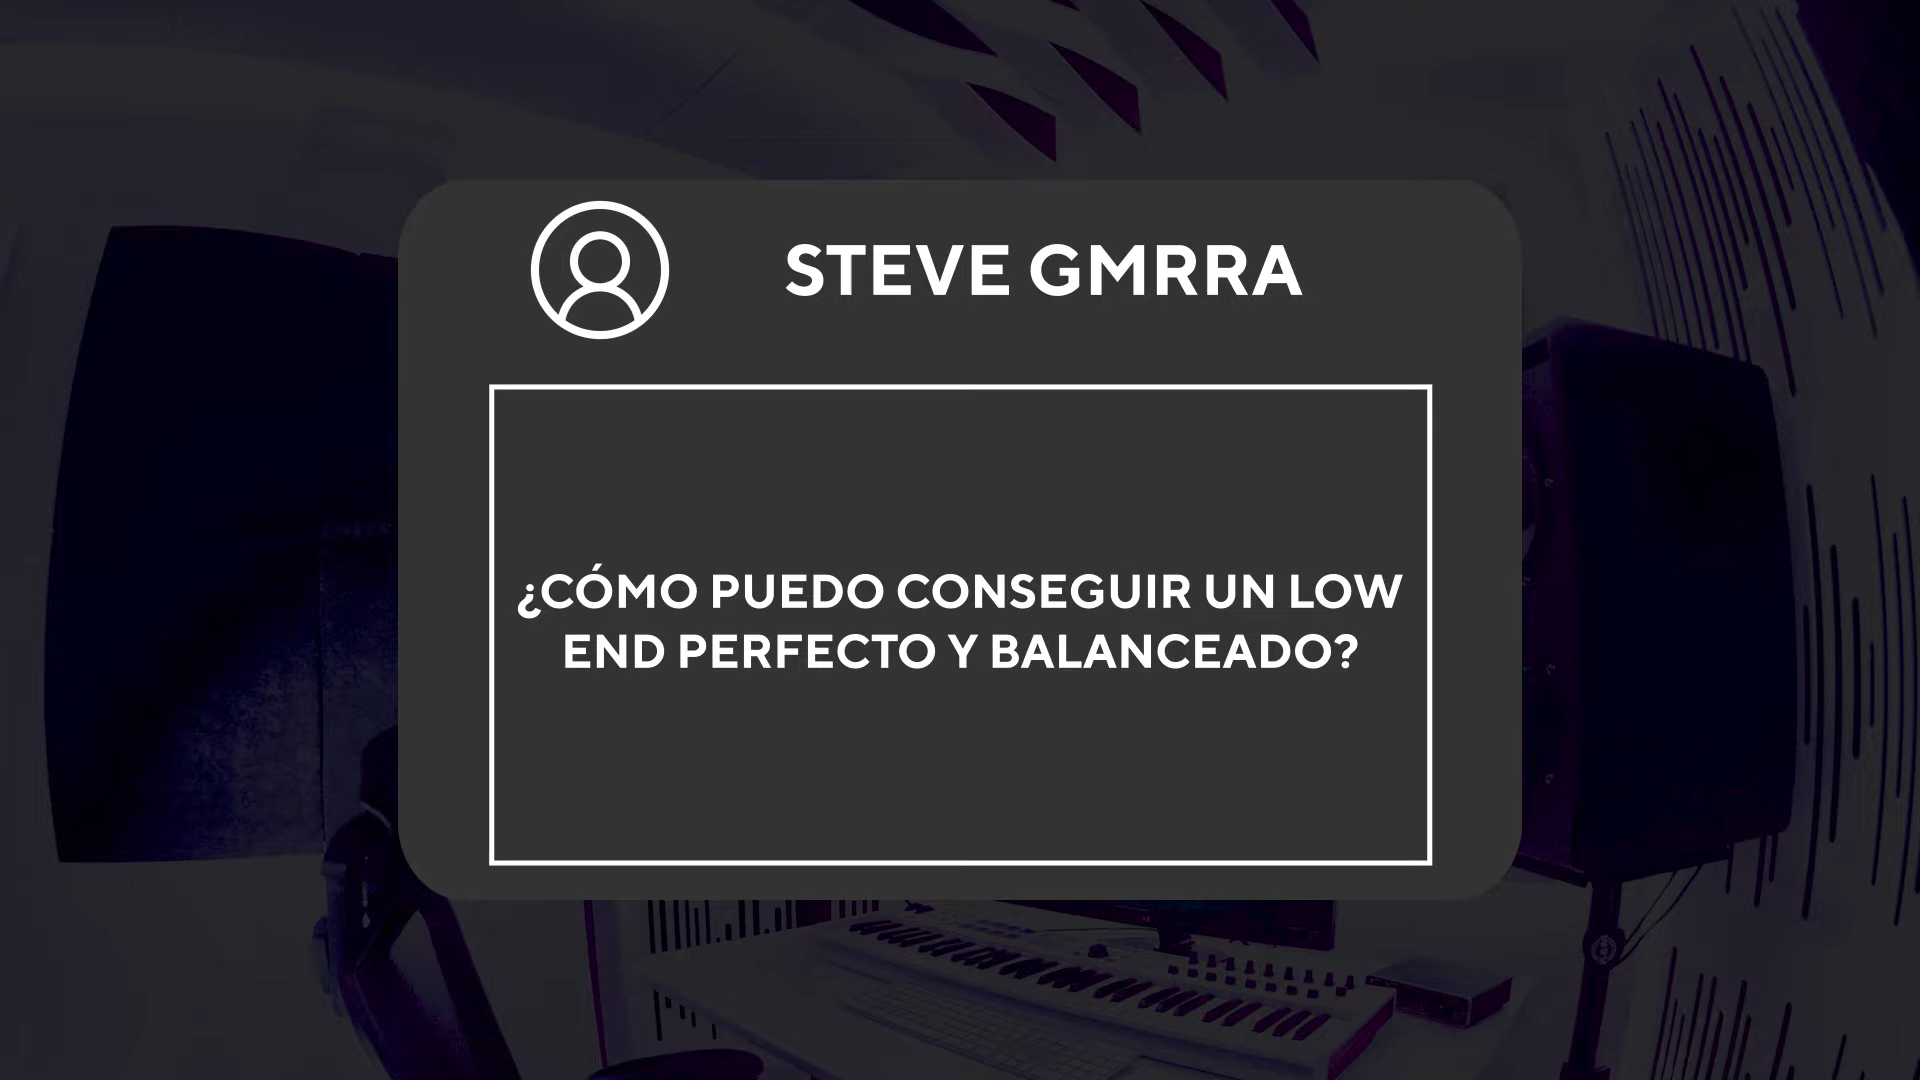 STEVE GMRRA
¿CÓMO PUEDO CONSEGUIR UN LOW
END PERFECTO Y BALANCEADO?